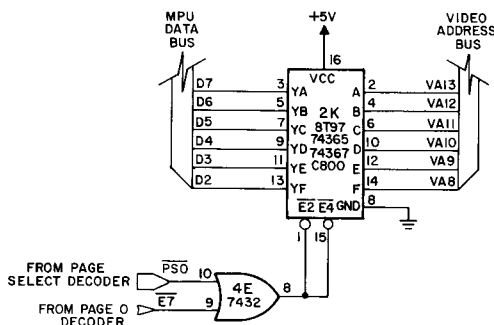 MPU
DATA
BUS
+5V
VIDEO
ADDRESS
BUS
16
VCC
D7 3 YA A 2 VA13
D6 5 YB B 4 VA12
D5 7 YC C 6 VA11
D4 9 YD D 10 VA10
D3 11 YE E 12 VA9
D2 13 YF F 14 VA8
2K
8T97
74365
74367
C800
E2 E4 GND 8
1 15
FROM PAGE
SELECT DECODER
PS0 10
4E
7432
8
FROM PAGE 0
DECODER
E7 9